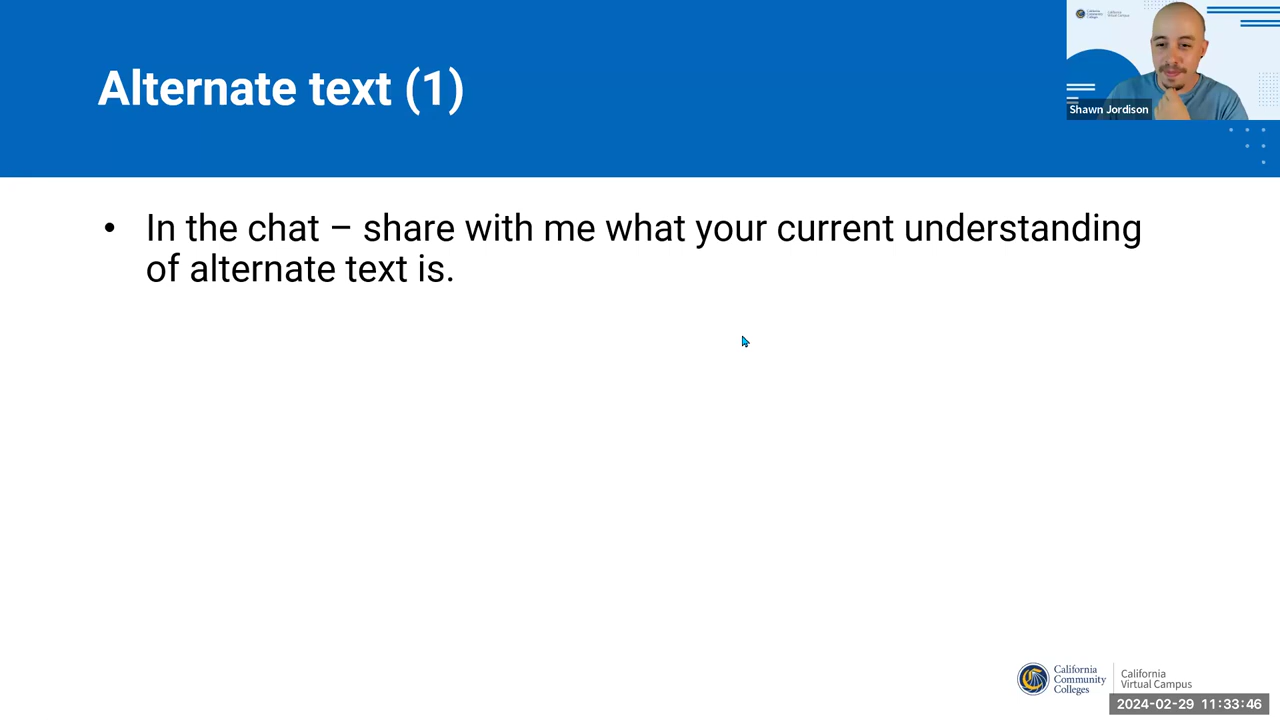 Alternate text (1)
Shawn Jordison
• In the chat – share with me what your current understanding
of alternate text is.
California
Community
Colleges
California
Virtual Campus
2024-02-29 11:33:46